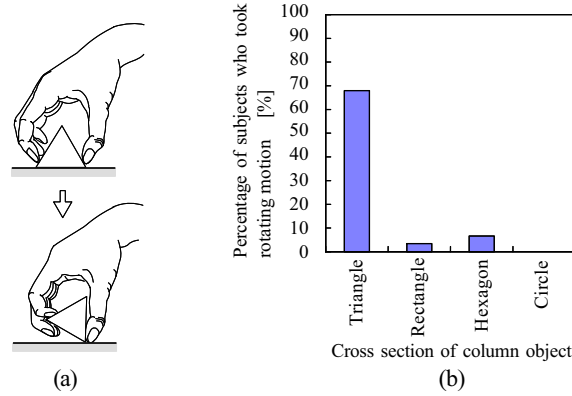 (a)
(b)
Percentage of subjects who took
rotating motion [%]
100
90
80
70
60
50
40
30
20
10
0
Triangle
Rectangle
Hexagon
Circle
Cross section of column object